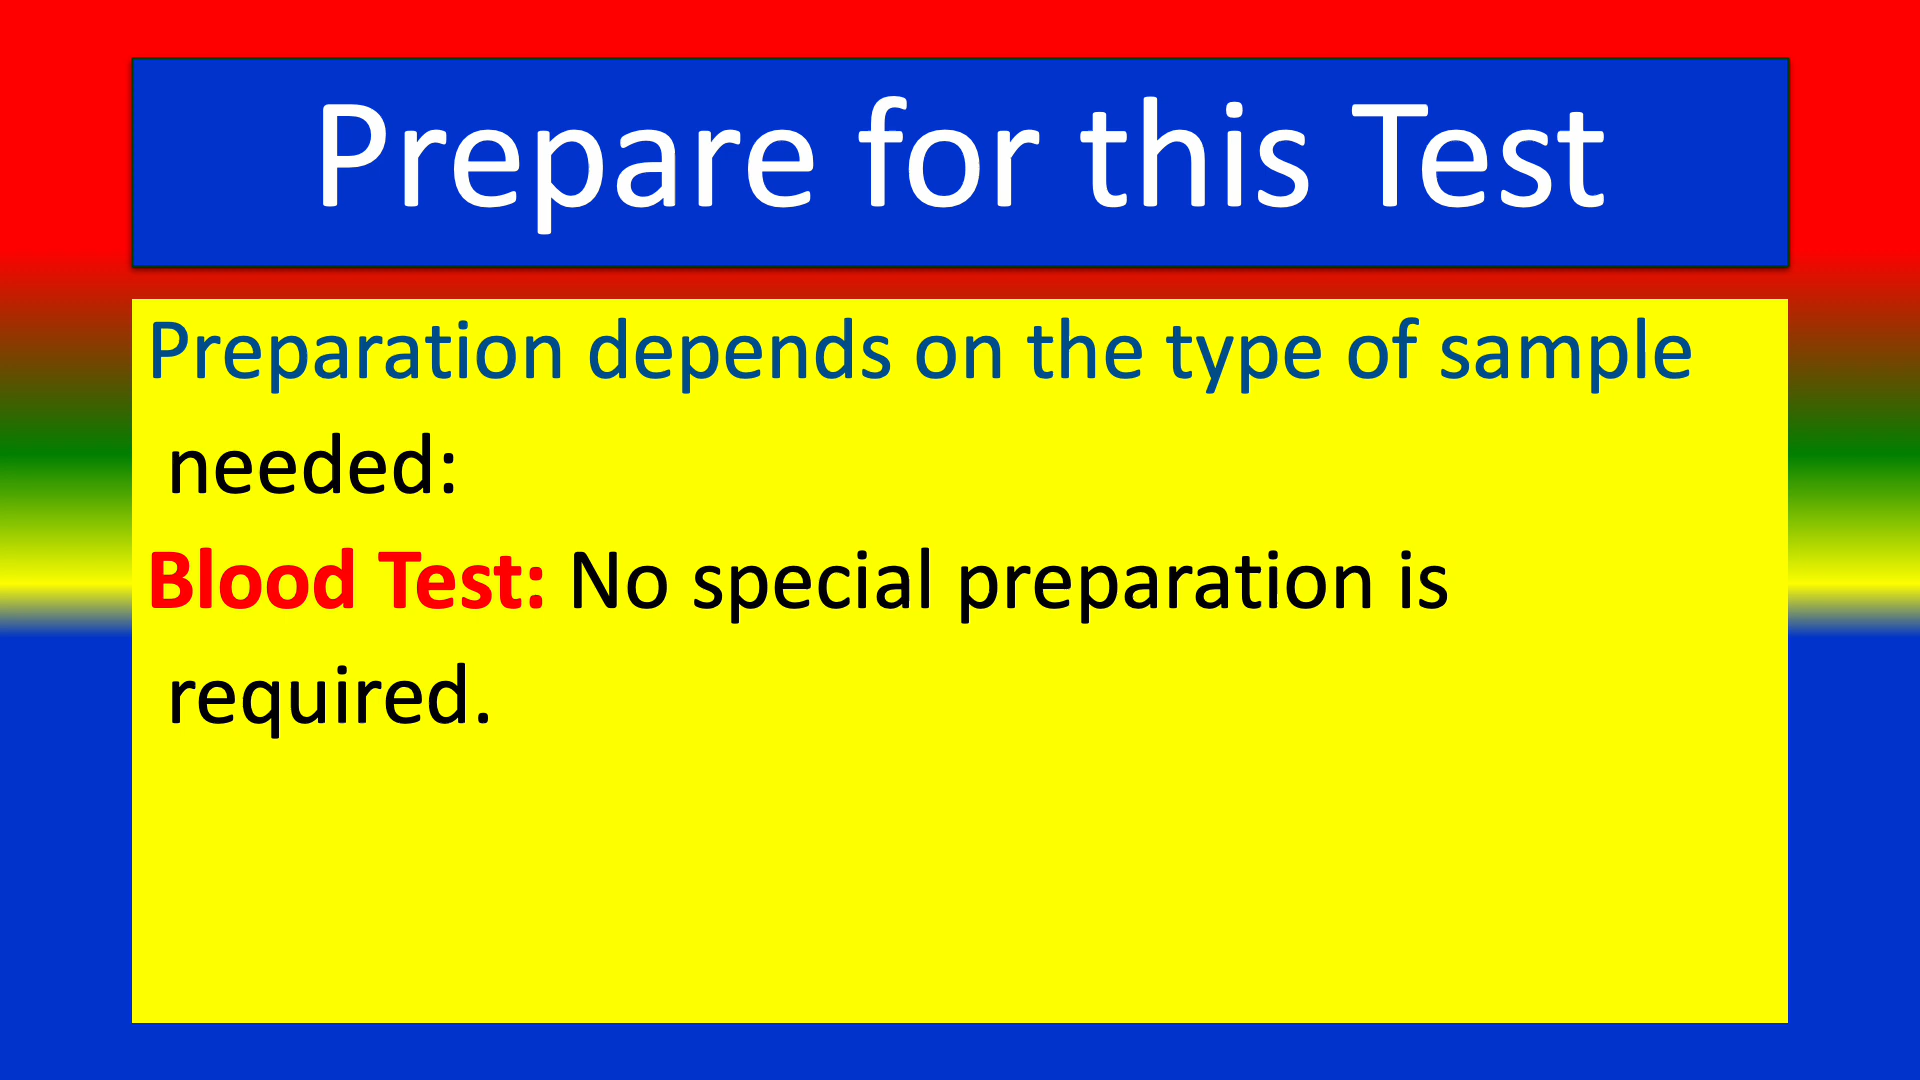 Prepare for this Test
Preparation depends on the type of sample
needed:
Blood Test: No special preparation is
required.